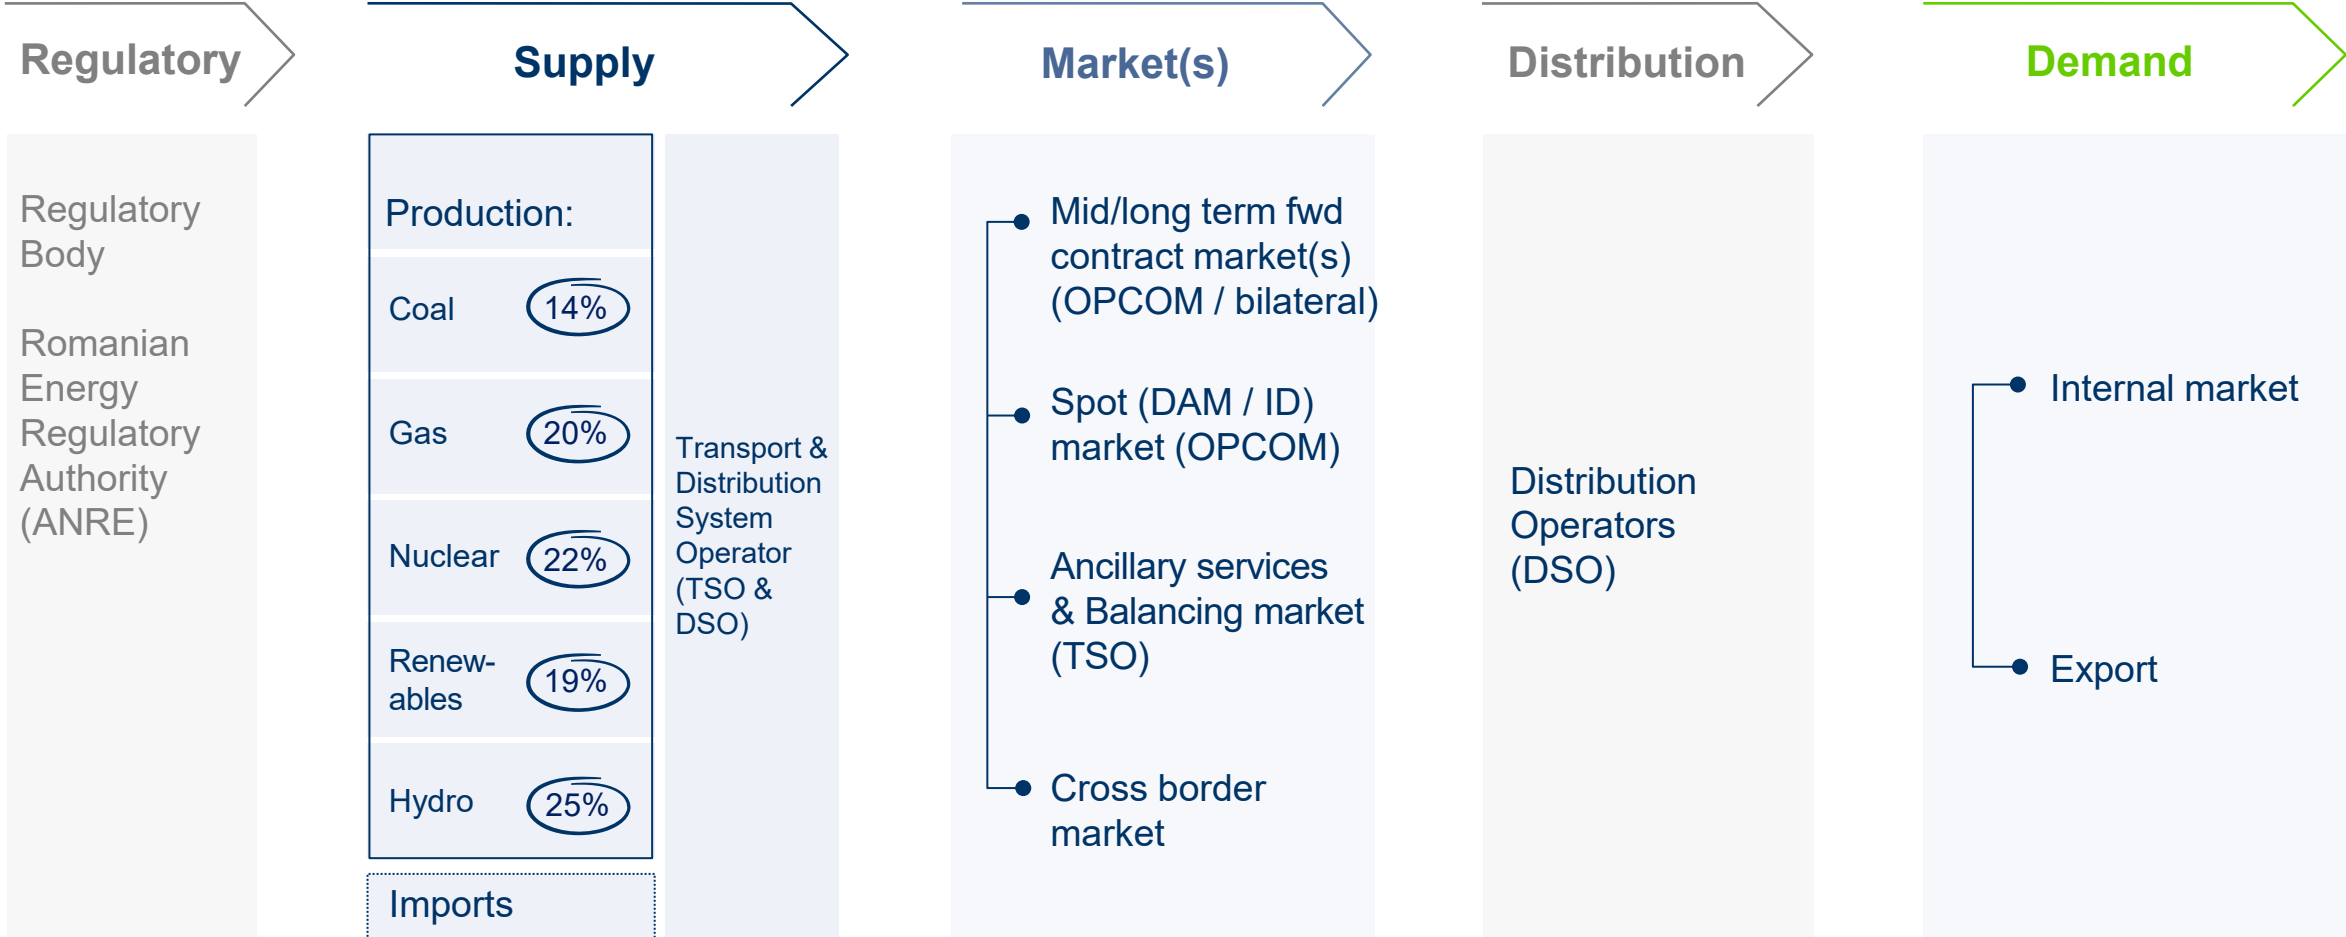 Regulatory
Supply
Market(s)
Distribution
Demand
Regulatory
Body
Romanian
Energy
Regulatory
Authority
(ANRE)
Production:
Coal
14%
Gas
20%
Nuclear
22%
Renew-
ables
19%
Hydro
25%
Imports
Transport &
Distribution
System
Operator
(TSO &
DSO)
Mid/long term fwd
contract market(s)
(OPCOM / bilateral)
Spot (DAM / ID)
market (OPCOM)
Ancillary services
& Balancing market
(TSO)
Cross border
market
Distribution
Operators
(DSO)
Internal market
Export